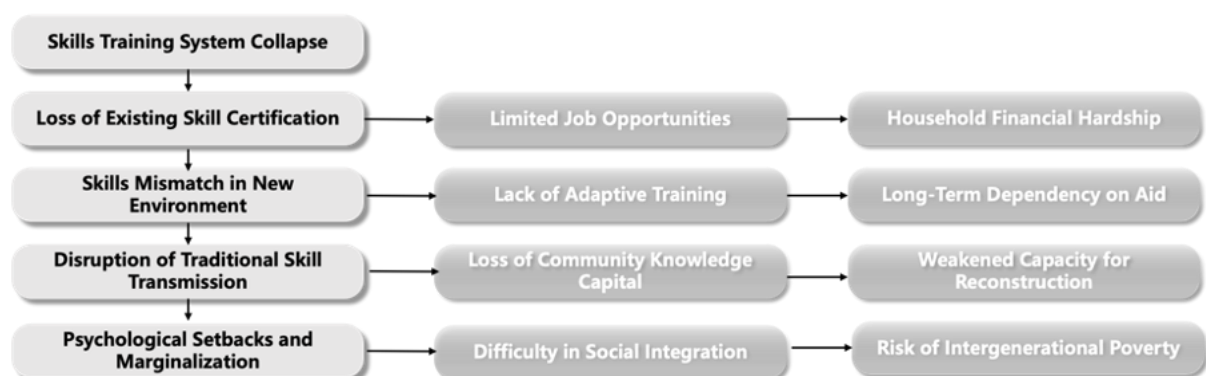 Skills Training System Collapse
Loss of Existing Skill Certification
Limited Job Opportunities
Household Financial Hardship
Skills Mismatch in New
Environment
Lack of Adaptive Training
Long-Term Dependency on Aid
Disruption of Traditional Skill
Transmission
Loss of Community Knowledge
Capital
Weakened Capacity for
Reconstruction
Psychological Setbacks and
Marginalization
Difficulty in Social Integration
Risk of Intergenerational Poverty